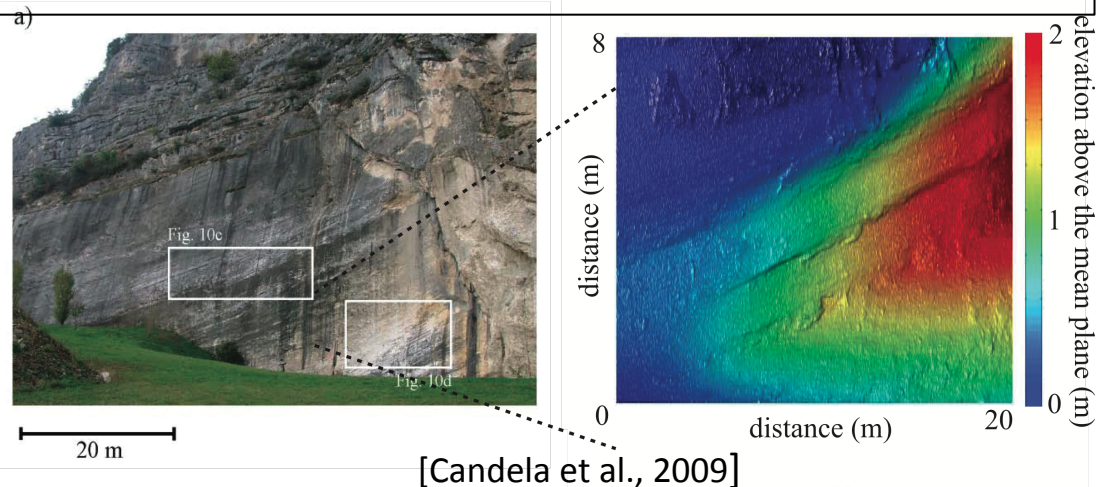 a)
Fig. 10c
Fig. 10d
20 m
8
distance (m)
0
distance (m)
20
2
1
0
elevation above the mean plane (m)
[Candela et al., 2009]